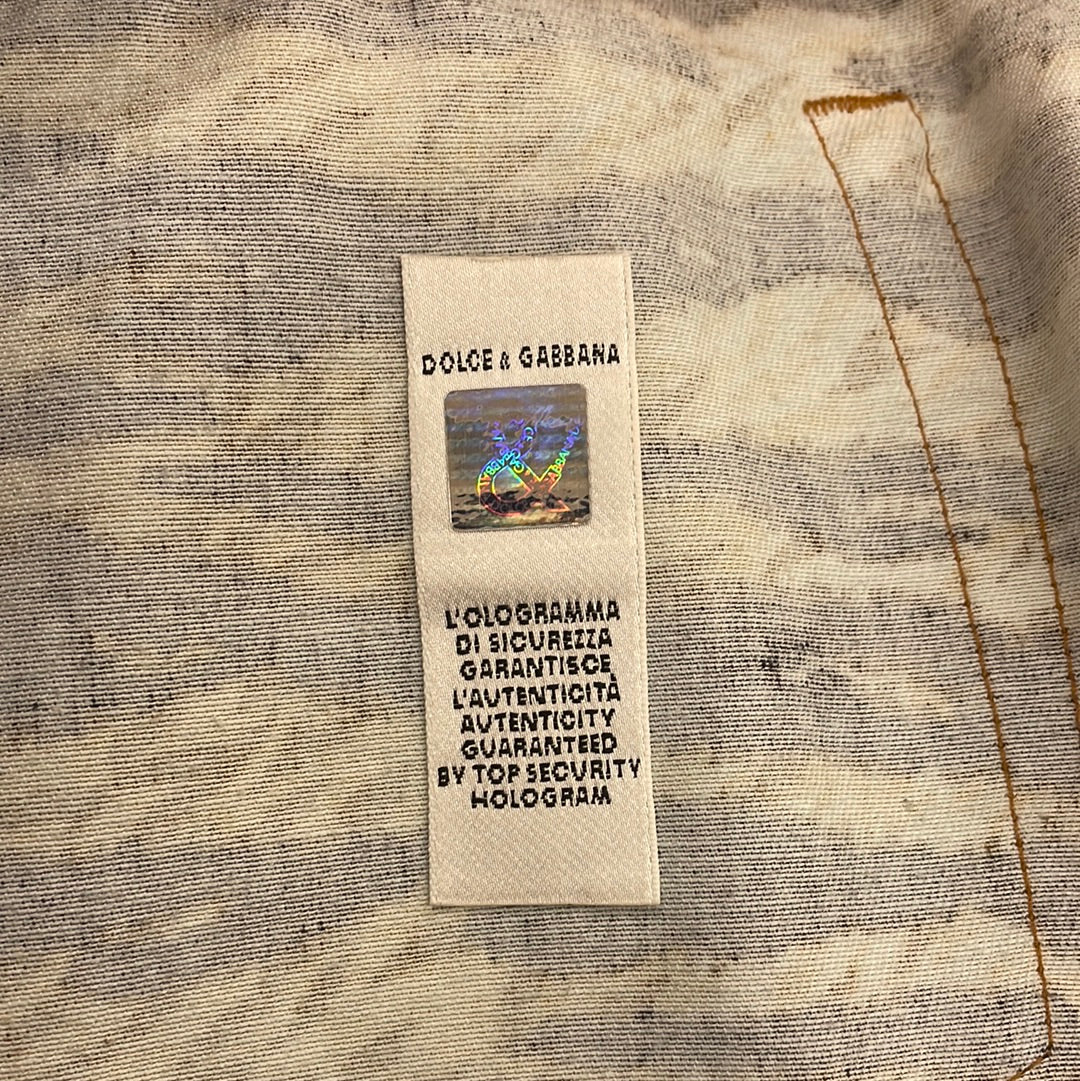 DOLCE & GABBANA
L'OLOGRAMMA
DI SICUREZZA
GARANTISCE
L'AUTENTICITÀ
AUTENTICITY
GUARANTEED
BY TOP SECURITY
HOLOGRAM